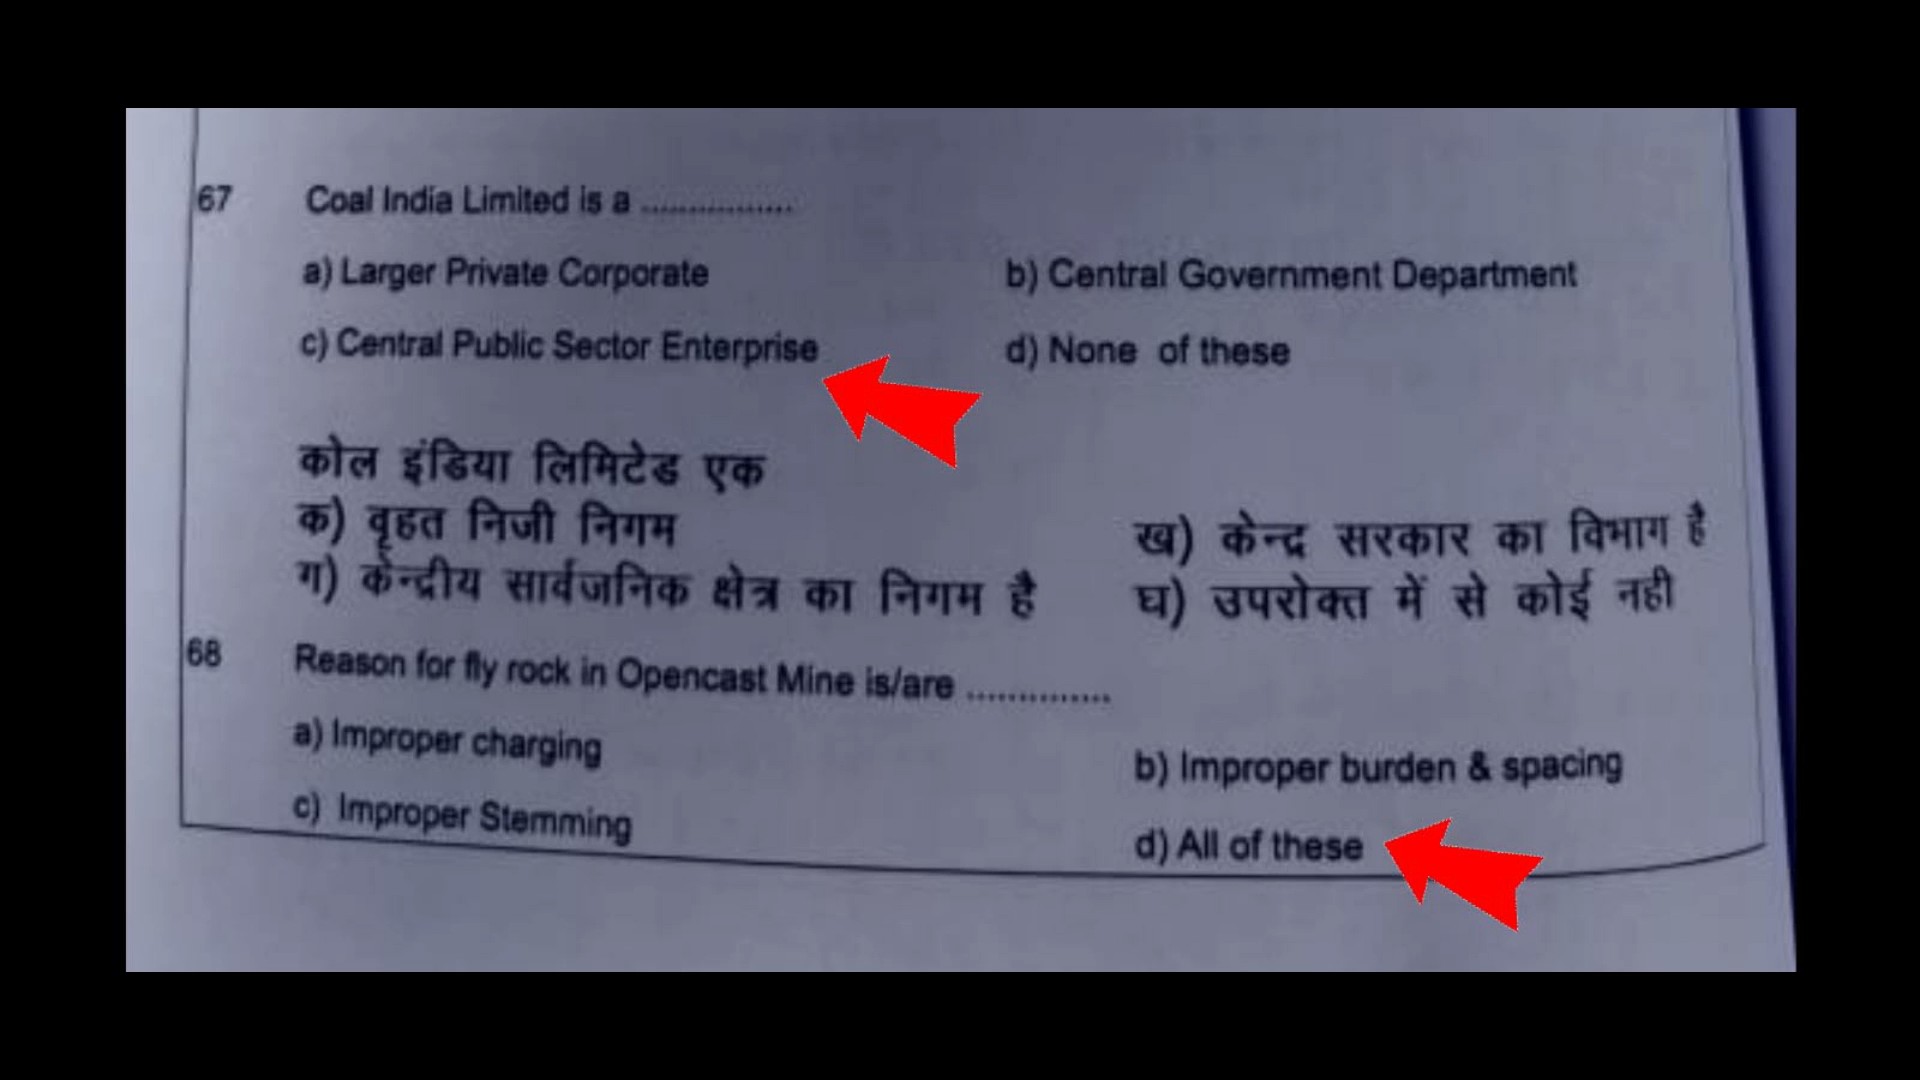 67 Coal India Limited is a ................
a) Larger Private Corporate b) Central Government Department
c) Central Public Sector Enterprise d) None of these
कोल इंडिया लिमिटेड एक
क) वृहत निजी निगम ख) केन्द्र सरकार का विभाग है
ग) केन्द्रीय सार्वजनिक क्षेत्र का निगम है घ) उपरोक्त में से कोई नही
68 Reason for fly rock in Opencast Mine is/are ..............
a) Improper charging b) Improper burden & spacing
c) Improper Stemming d) All of these